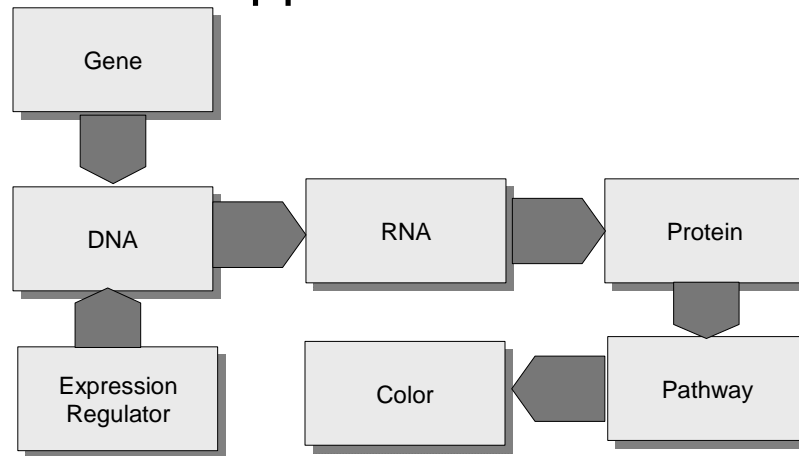 Gene
DNA
RNA
Protein
Expression
Regulator
Color
Pathway